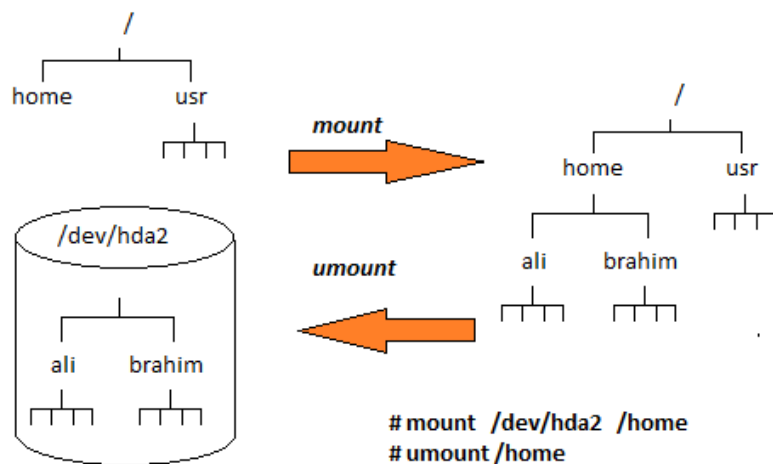 /
home usr
mount
/
home usr
/dev/hda2
umount
ali brahim
ali brahim
# mount /dev/hda2 /home
# umount /home